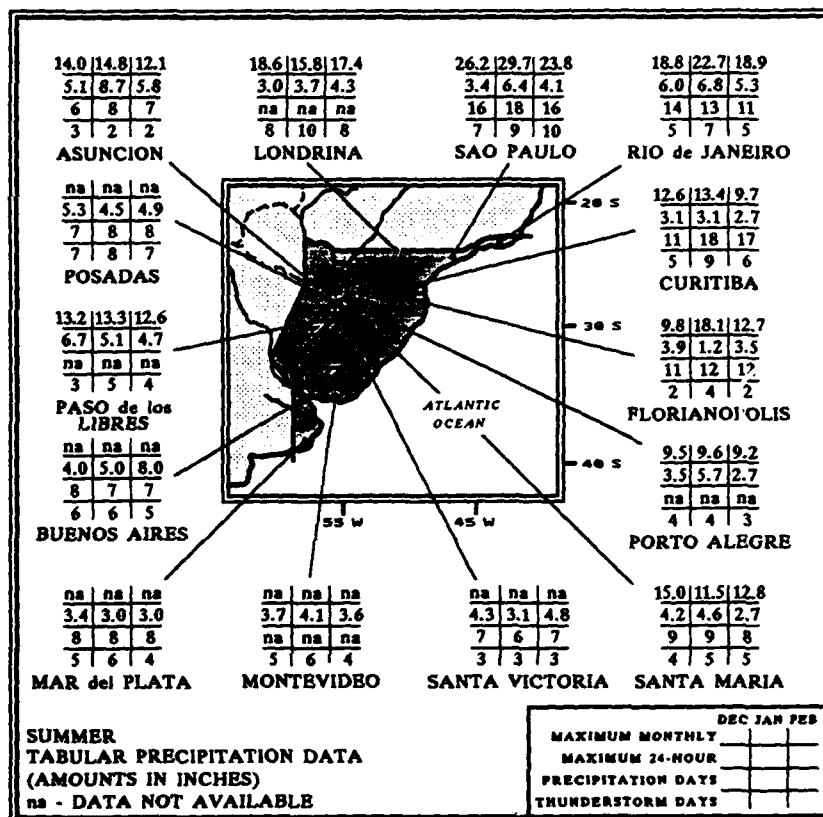 14.0 14.8 12.1
5.1 8.7 5.8
6 8 7
3 2 2
ASUNCION
18.6 15.8 17.4
3.0 3.7 4.3
na na na
8 10 8
LONDRINA
26.2 29.7 23.8
3.4 6.4 4.1
16 18 16
7 9 10
SAO PAULO
18.8 22.7 18.9
6.0 6.8 5.3
14 13 11
5 7 5
RIO de JANEIRO
na na na
5.3 4.5 4.9
7 8 8
7 8 7
POSADAS
20 S
12.6 13.4 9.7
3.1 3.1 2.7
11 18 17
5 9 6
CURITIBA
13.2 13.3 12.6
6.7 5.1 4.7
na na na
3 5 4
PASO de los
LIBRES
30 S
9.8 18.1 12.7
3.9 1.2 3.5
11 12 12
2 4 2
FLORIANOPOLIS
ATLANTIC
OCEAN
na na na
4.0 5.0 8.0
8 7 7
6 6 5
BUENOS AIRES
40 S
55 W 45 W
9.5 9.6 9.2
3.5 5.7 2.7
na na na
4 4 3
PORTO ALEGRE
na na na
3.4 3.0 3.0
8 8 8
5 6 4
MAR del PLATA
na na na
3.7 4.1 3.6
na na na
5 6 4
MONTEVIDEO
na na na
4.3 3.1 4.8
7 6 7
3 3 3
SANTA VICTORIA
15.0 11.5 12.8
4.2 4.6 2.7
9 9 8
4 5 5
SANTA MARIA
SUMMER
TABULAR PRECIPITATION DATA
(AMOUNTS IN INCHES)
na - DATA NOT AVAILABLE
DEC JAN FEB
MAXIMUM MONTHLY
MAXIMUM 24-HOUR
PRECIPITATION DAYS
THUNDERSTORM DAYS